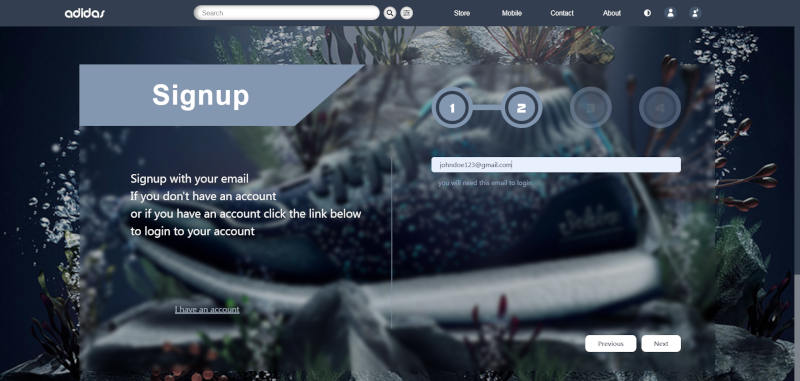 adidas
Search
Store
Mobile
Contact
About
Signup
1
2
3
4
Signup with your email
If you don't have an account
or if you have an account click the link below
to login to your account
johndoe123@gmail.com
you will need this email to login
I have an account
Previous
Next